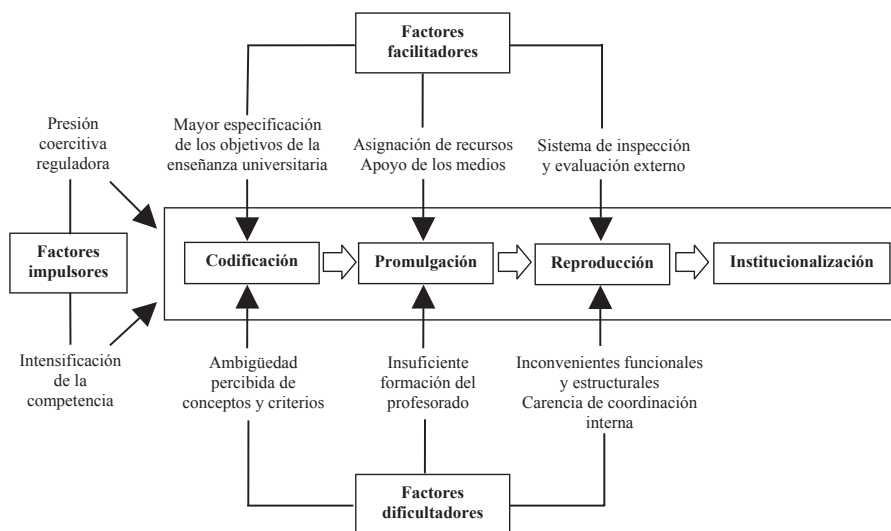 Factores
facilitadores
Presión
coercitiva
reguladora
Mayor especificación
de los objetivos de la
enseñanza universitaria
Asignación de recursos
Apoyo de los medios
Sistema de inspección
y evaluación externo
Factores
impulsores
Codificación
Promulgación
Reproducción
Institucionalización
Intensificación
de la
competencia
Ambigüedad
percibida de
conceptos y criterios
Insuficiente
formación del
profesorado
Inconvenientes funcionales
y estructurales
Carencia de coordinación
interna
Factores
dificultadores